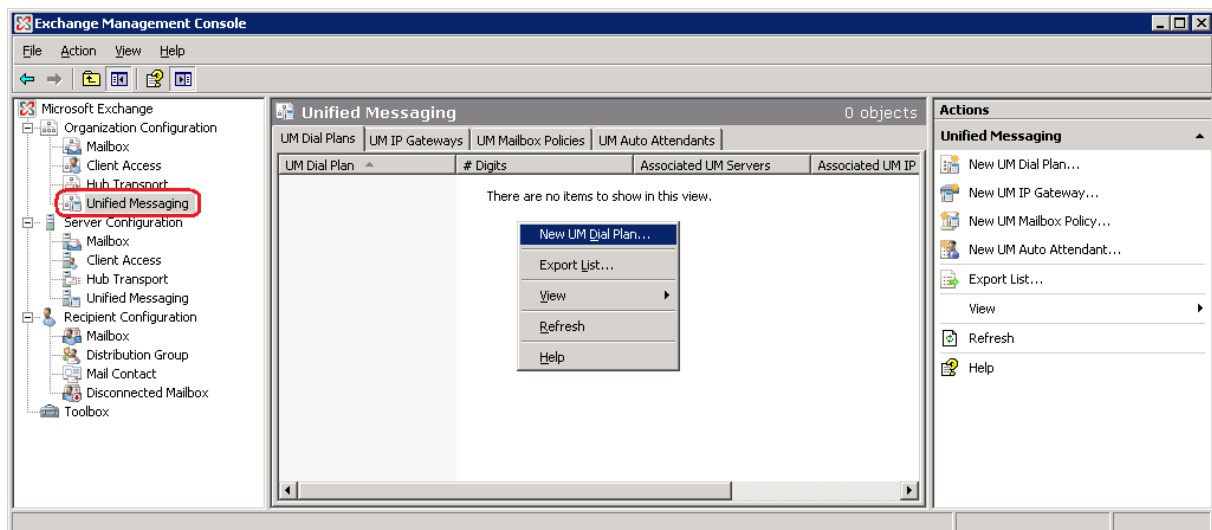 Exchange Management Console
File Action View Help
Microsoft Exchange
Organization Configuration
Mailbox
Client Access
Hub Transport
Unified Messaging
Server Configuration
Mailbox
Client Access
Hub Transport
Unified Messaging
Recipient Configuration
Mailbox
Distribution Group
Mail Contact
Disconnected Mailbox
Toolbox
Unified Messaging 0 objects
UM Dial Plans UM IP Gateways UM Mailbox Policies UM Auto Attendants
UM Dial Plan # Digits Associated UM Servers Associated UM IP
There are no items to show in this view.
New UM Dial Plan...
Export List...
View
Refresh
Help
Actions
Unified Messaging
New UM Dial Plan...
New UM IP Gateway...
New UM Mailbox Policy...
New UM Auto Attendant...
Export List...
View
Refresh
Help